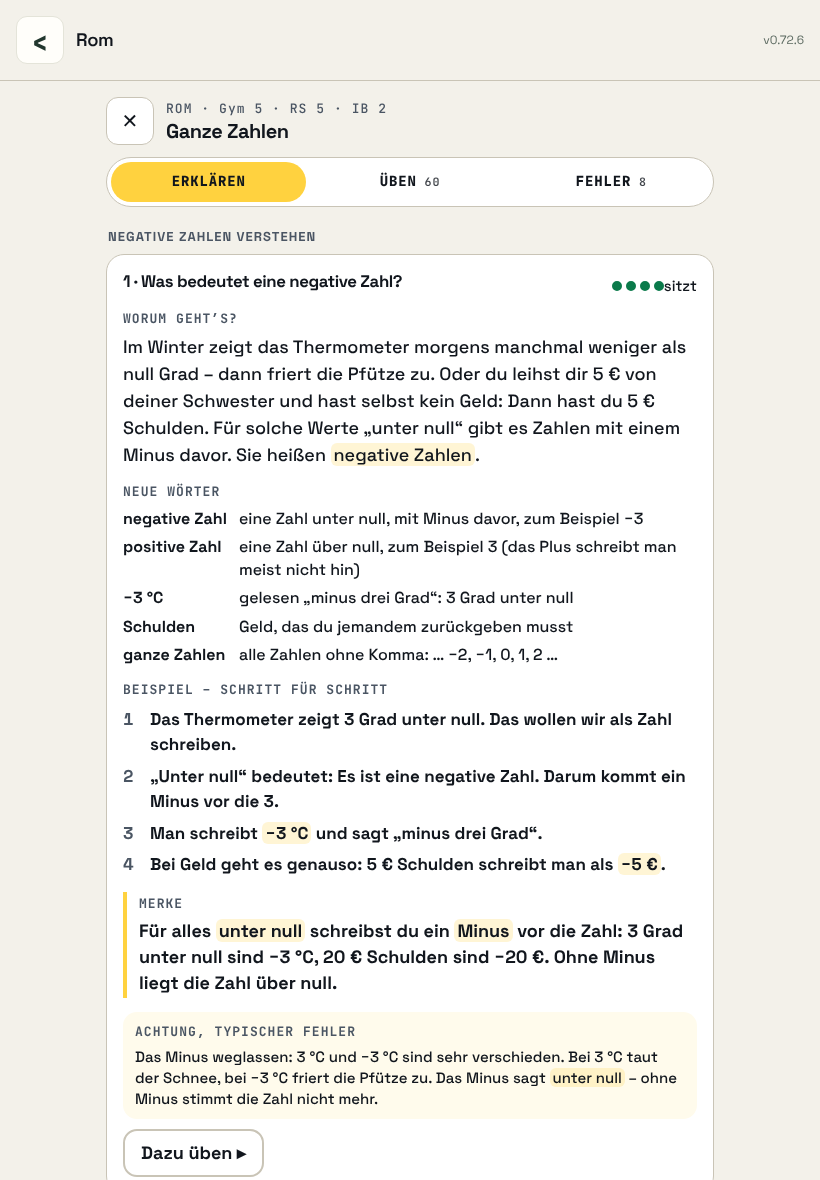 <
Rom
v0.72.6
✕
ROM · Gym 5 · RS 5 · IB 2
Ganze Zahlen
ERKLÄREN
ÜBEN 60
FEHLER 8
NEGATIVE ZAHLEN VERSTEHEN
1 · Was bedeutet eine negative Zahl?
sitzt
WORUM GEHT’S?
Im Winter zeigt das Thermometer morgens manchmal weniger als
null Grad – dann friert die Pfütze zu. Oder du leihst dir 5 € von
deiner Schwester und hast selbst kein Geld: Dann hast du 5 €
Schulden. Für solche Werte „unter null“ gibt es Zahlen mit einem
Minus davor. Sie heißen negative Zahlen.
NEUE WÖRTER
negative Zahl eine Zahl unter null, mit Minus davor, zum Beispiel −3
positive Zahl eine Zahl über null, zum Beispiel 3 (das Plus schreibt man
meist nicht hin)
−3 °C gelesen „minus drei Grad“: 3 Grad unter null
Schulden Geld, das du jemandem zurückgeben musst
ganze Zahlen alle Zahlen ohne Komma: … −2, −1, 0, 1, 2 …
BEISPIEL – SCHRITT FÜR SCHRITT
1 Das Thermometer zeigt 3 Grad unter null. Das wollen wir als Zahl
schreiben.
2 „Unter null“ bedeutet: Es ist eine negative Zahl. Darum kommt ein
Minus vor die 3.
3 Man schreibt −3 °C und sagt „minus drei Grad“.
4 Bei Geld geht es genauso: 5 € Schulden schreibt man als −5 €.
MERKE
Für alles unter null schreibst du ein Minus vor die Zahl: 3 Grad
unter null sind −3 °C, 20 € Schulden sind −20 €. Ohne Minus
liegt die Zahl über null.
ACHTUNG, TYPISCHER FEHLER
Das Minus weglassen: 3 °C und −3 °C sind sehr verschieden. Bei 3 °C taut
der Schnee, bei −3 °C friert die Pfütze zu. Das Minus sagt unter null – ohne
Minus stimmt die Zahl nicht mehr.
Dazu üben ▸